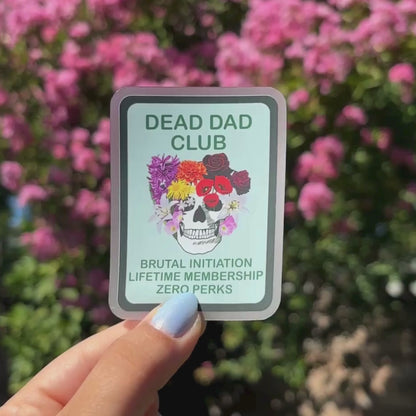 DEAD DAD
CLUB
BRUTAL INITIATION
LIFETIME MEMBERSHIP
ZERO PERKS